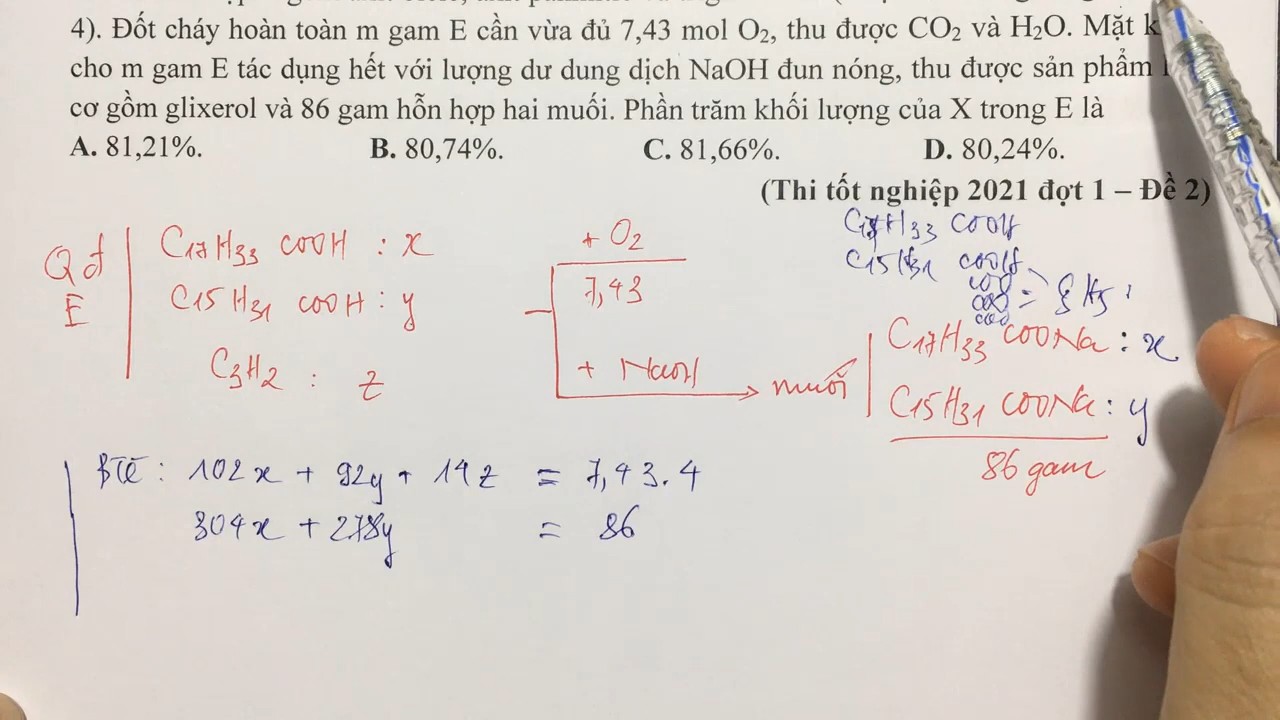 4). Đốt cháy hoàn toàn m gam E cần vừa đủ 7,43 mol O₂, thu được CO₂ và H₂O. Mặt k
cho m gam E tác dụng hết với lượng dư dung dịch NaOH đun nóng, thu được sản phẩm
cơ gồm glixerol và 86 gam hỗn hợp hai muối. Phần trăm khối lượng của X trong E là
A. 81,21%. B. 80,74%. C. 81,66%. D. 80,24%.
(Thi tốt nghiệp 2021 đợt 1 – Đề 2)
C17H33 COOH
C15H31 COOH
Qđ E
C17H33 COOH : x
C15H31 COOH : y
C3H2 : z
+ O2
7,43
+ NaOH
muối
C17H33 COONa : x
C15H31 COONa : y
86 gam
BTE : 102x + 92y + 14z = 7,43.4
304x + 278y = 86